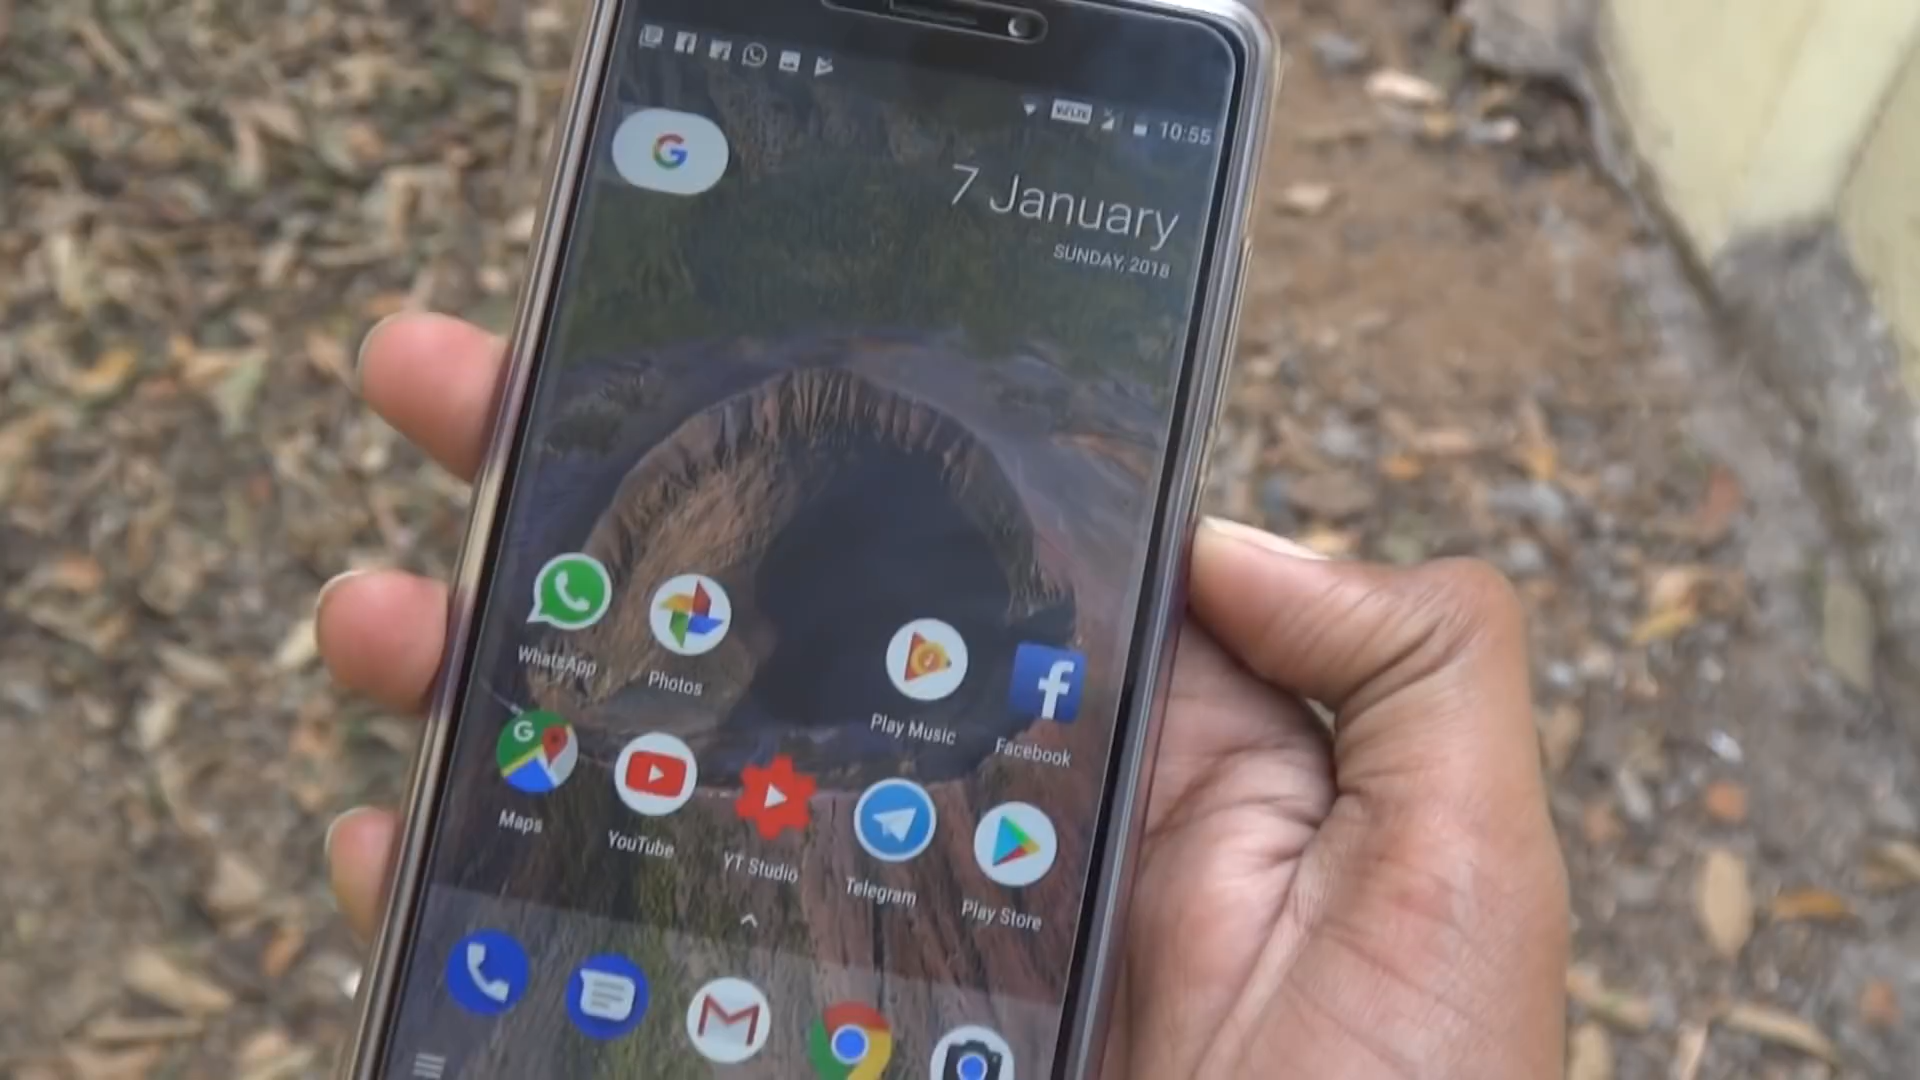 10:55
7 January
SUNDAY, 2018
WhatsApp
Photos
Play Music
Facebook
Maps
YouTube
YT Studio
Telegram
Play Store